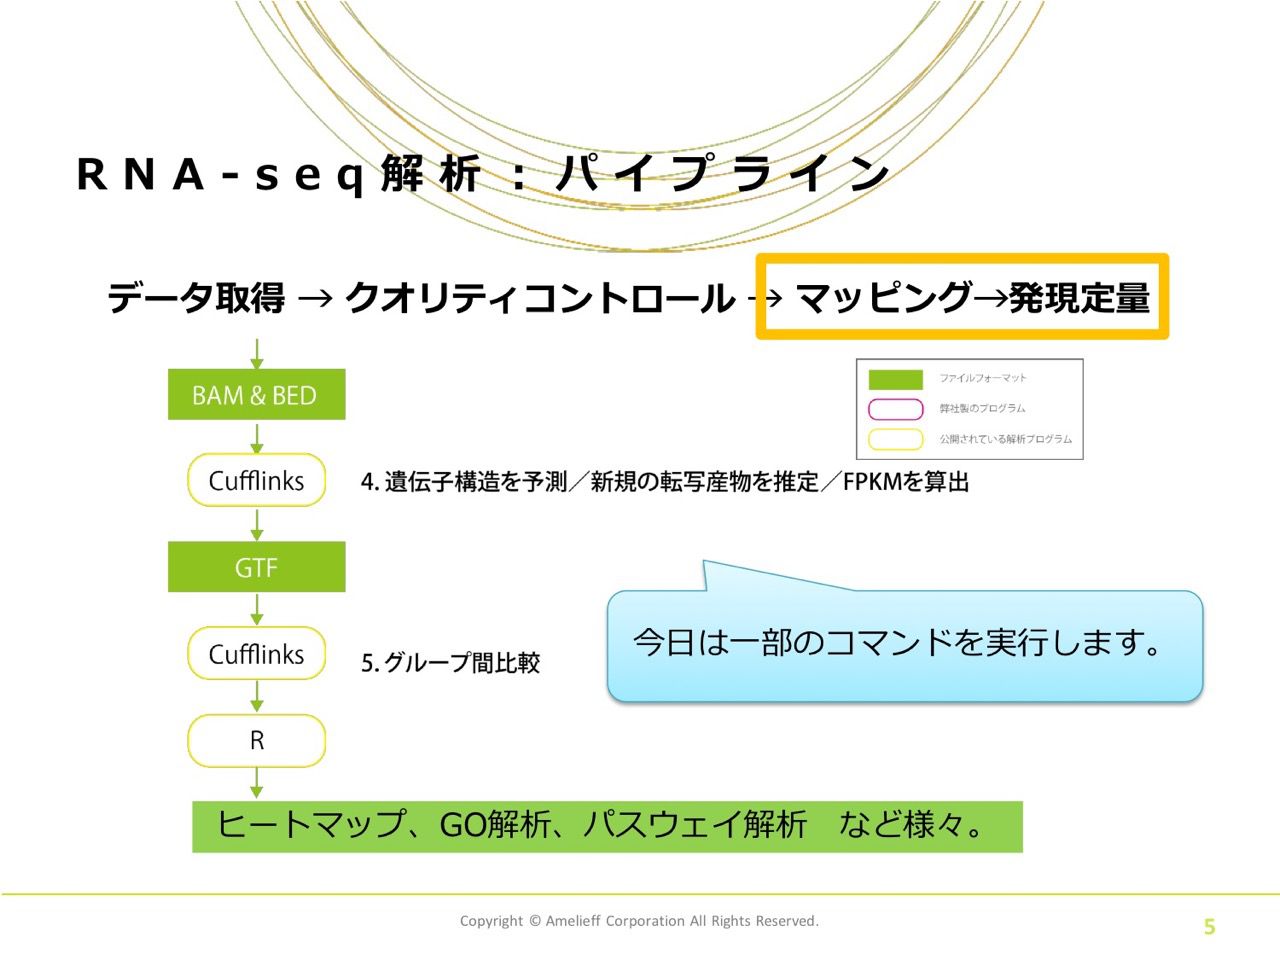 RNA-seq解析：パイプライン
データ取得 → クオリティコントロール → マッピング→発現定量
BAM & BED
ファイルフォーマット
弊社製のプログラム
公開されている解析プログラム
Cufflinks
4. 遺伝子構造を予測／新規の転写産物を推定／FPKMを算出
GTF
今日は一部のコマンドを実行します。
Cufflinks
5. グループ間比較
R
ヒートマップ、GO解析、パスウェイ解析　など様々。
Copyright © Amelieff Corporation All Rights Reserved.
5